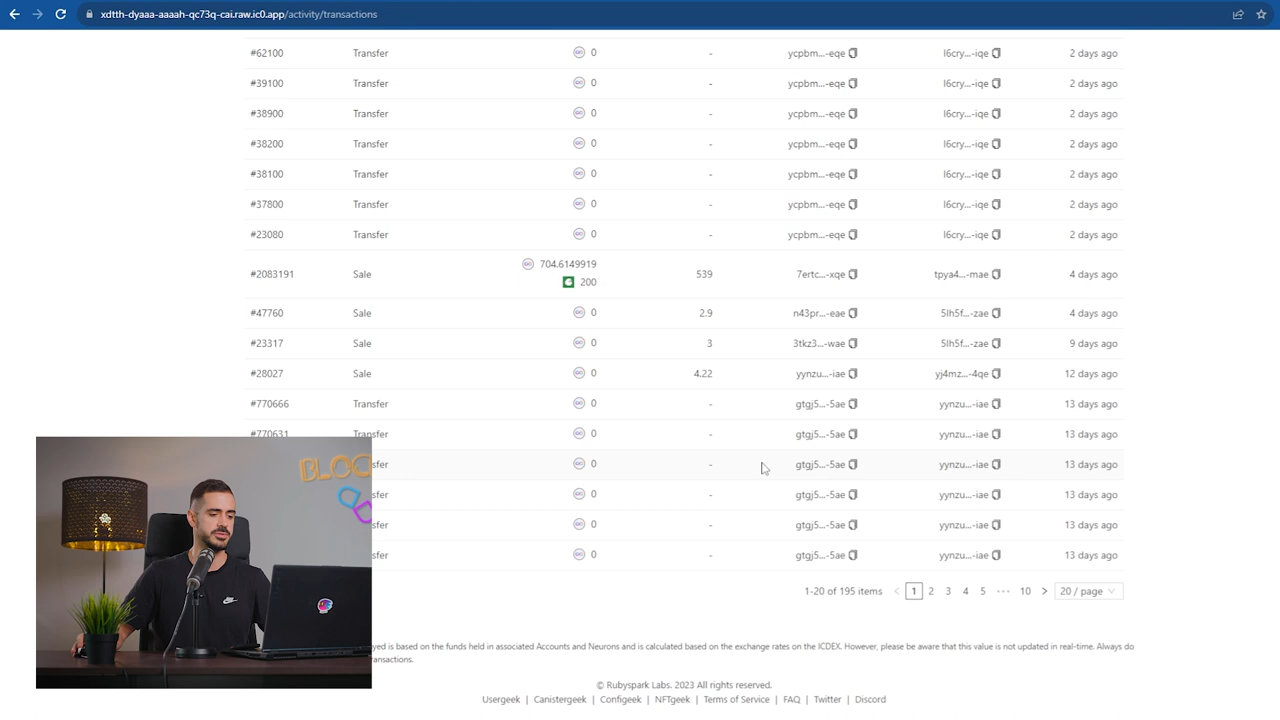 xdtth-dyaaa-aaaah-qc73q-cai.raw.ic0.app/activity/transactions
#62100 Transfer 0 - ycpbm...-eqe l6cry...-iqe 2 days ago
#39100 Transfer 0 - ycpbm...-eqe l6cry...-iqe 2 days ago
#38900 Transfer 0 - ycpbm...-eqe l6cry...-iqe 2 days ago
#38200 Transfer 0 - ycpbm...-eqe l6cry...-iqe 2 days ago
#38100 Transfer 0 - ycpbm...-eqe l6cry...-iqe 2 days ago
#37800 Transfer 0 - ycpbm...-eqe l6cry...-iqe 2 days ago
#23080 Transfer 0 - ycpbm...-eqe l6cry...-iqe 2 days ago
704.6149919
#2083191 Sale 539 7ertc...-xqe tpya4...-mae 4 days ago
200
#47760 Sale 0 2.9 n43pr...-eae 5lh5f...-zae 4 days ago
#23317 Sale 0 3 3tkz3...-wae 5lh5f...-zae 9 days ago
#28027 Sale 0 4.22 yynzu...-iae yj4mz...-4qe 12 days ago
#770666 Transfer 0 - gtgj5...-5ae yynzu...-iae 13 days ago
#770631 Transfer 0 - gtgj5...-5ae yynzu...-iae 13 days ago
sfer 0 - gtgj5...-5ae yynzu...-iae 13 days ago
sfer 0 - gtgj5...-5ae yynzu...-iae 13 days ago
sfer 0 - gtgj5...-5ae yynzu...-iae 13 days ago
sfer 0 - gtgj5...-5ae yynzu...-iae 13 days ago
BLOC
1-20 of 195 items < 1 2 3 4 5 ••• 10 > 20 / page
yed is based on the funds held in associated Accounts and Neurons and is calculated based on the exchange rates on the ICDEX. However, please be aware that this value is not updated in real-time. Always do
ransactions.
© Rubyspark Labs. 2023 All rights reserved.
Usergeek | Canistergeek | Configeek | NFTgeek | Terms of Service | FAQ | Twitter | Discord